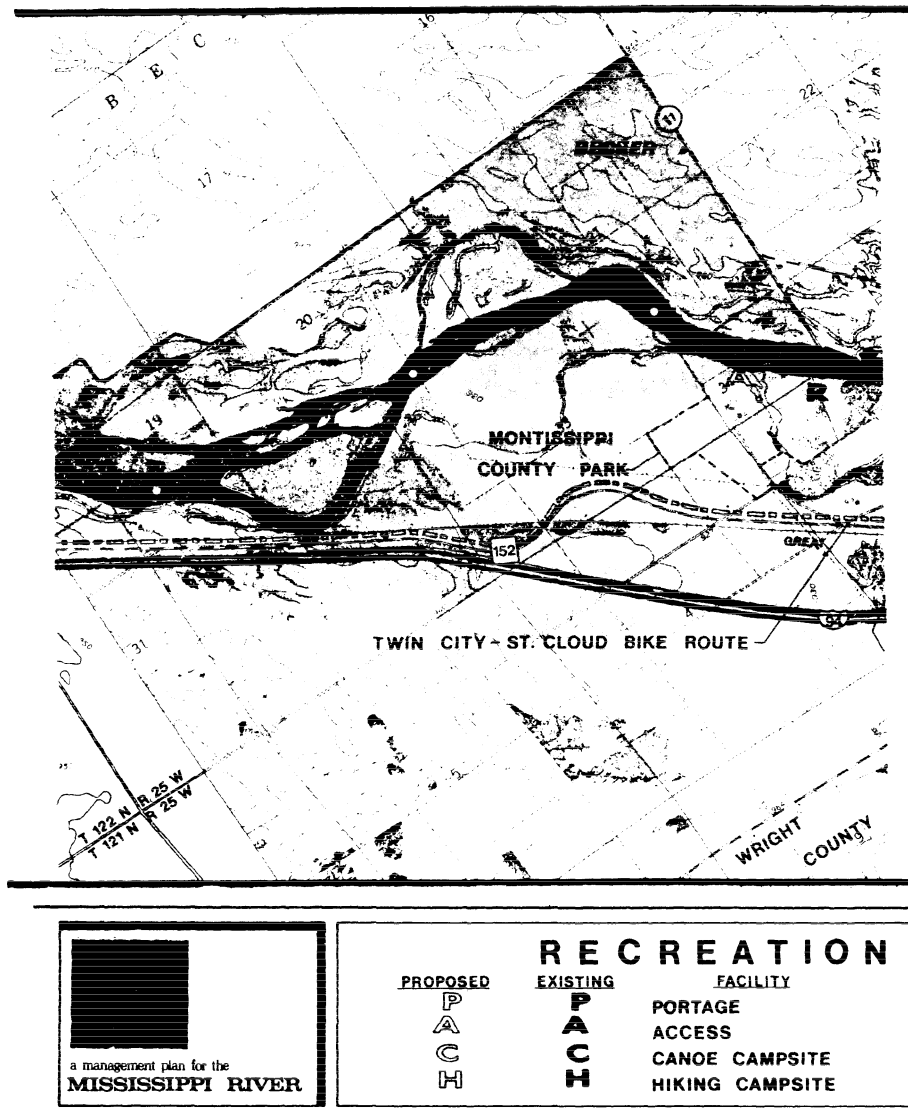 16
B E C
22
11
17
BECKER
20
19
R
MONTISSIPPI
COUNTY PARK
152
GREAT
94
TWIN CITY - ST. CLOUD BIKE ROUTE
31
T 122 N R 25 W
T 121 N R 25 W
2
WRIGHT COUNTY
RECREATION
PROPOSED EXISTING FACILITY
P P PORTAGE
A A ACCESS
C C CANOE CAMPSITE
H H HIKING CAMPSITE
a management plan for the
MISSISSIPPI RIVER